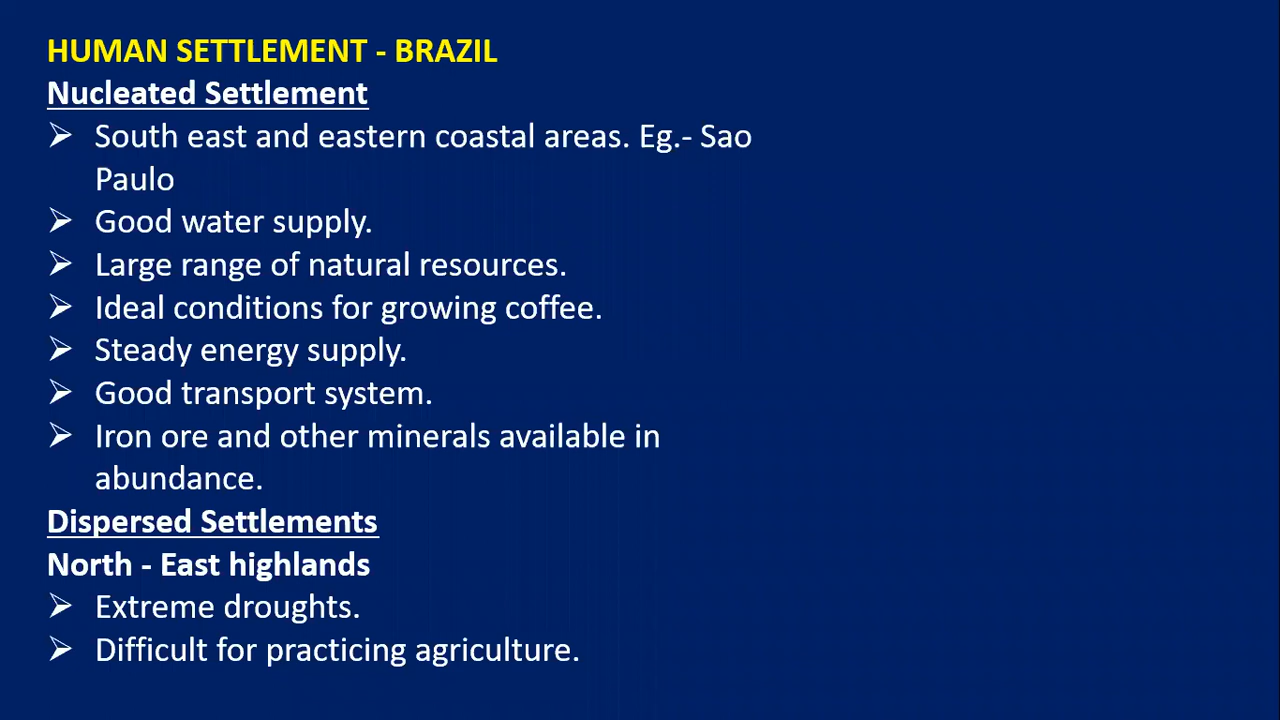 HUMAN SETTLEMENT - BRAZIL
Nucleated Settlement
➢ South east and eastern coastal areas. Eg.- Sao
Paulo
➢ Good water supply.
➢ Large range of natural resources.
➢ Ideal conditions for growing coffee.
➢ Steady energy supply.
➢ Good transport system.
➢ Iron ore and other minerals available in
abundance.
Dispersed Settlements
North - East highlands
➢ Extreme droughts.
➢ Difficult for practicing agriculture.